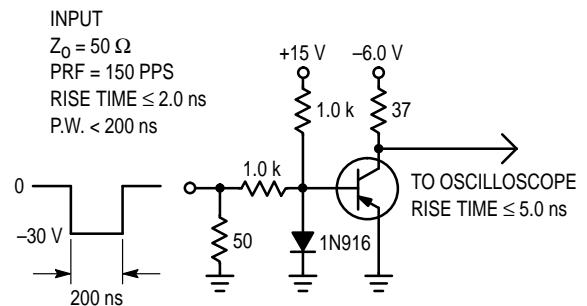 INPUT
Zo = 50 Ω
PRF = 150 PPS
RISE TIME ≤ 2.0 ns
P.W. < 200 ns
+15 V
–6.0 V
1.0 k
37
0
1.0 k
TO OSCILLOSCOPE
RISE TIME ≤ 5.0 ns
–30 V
50
1N916
200 ns